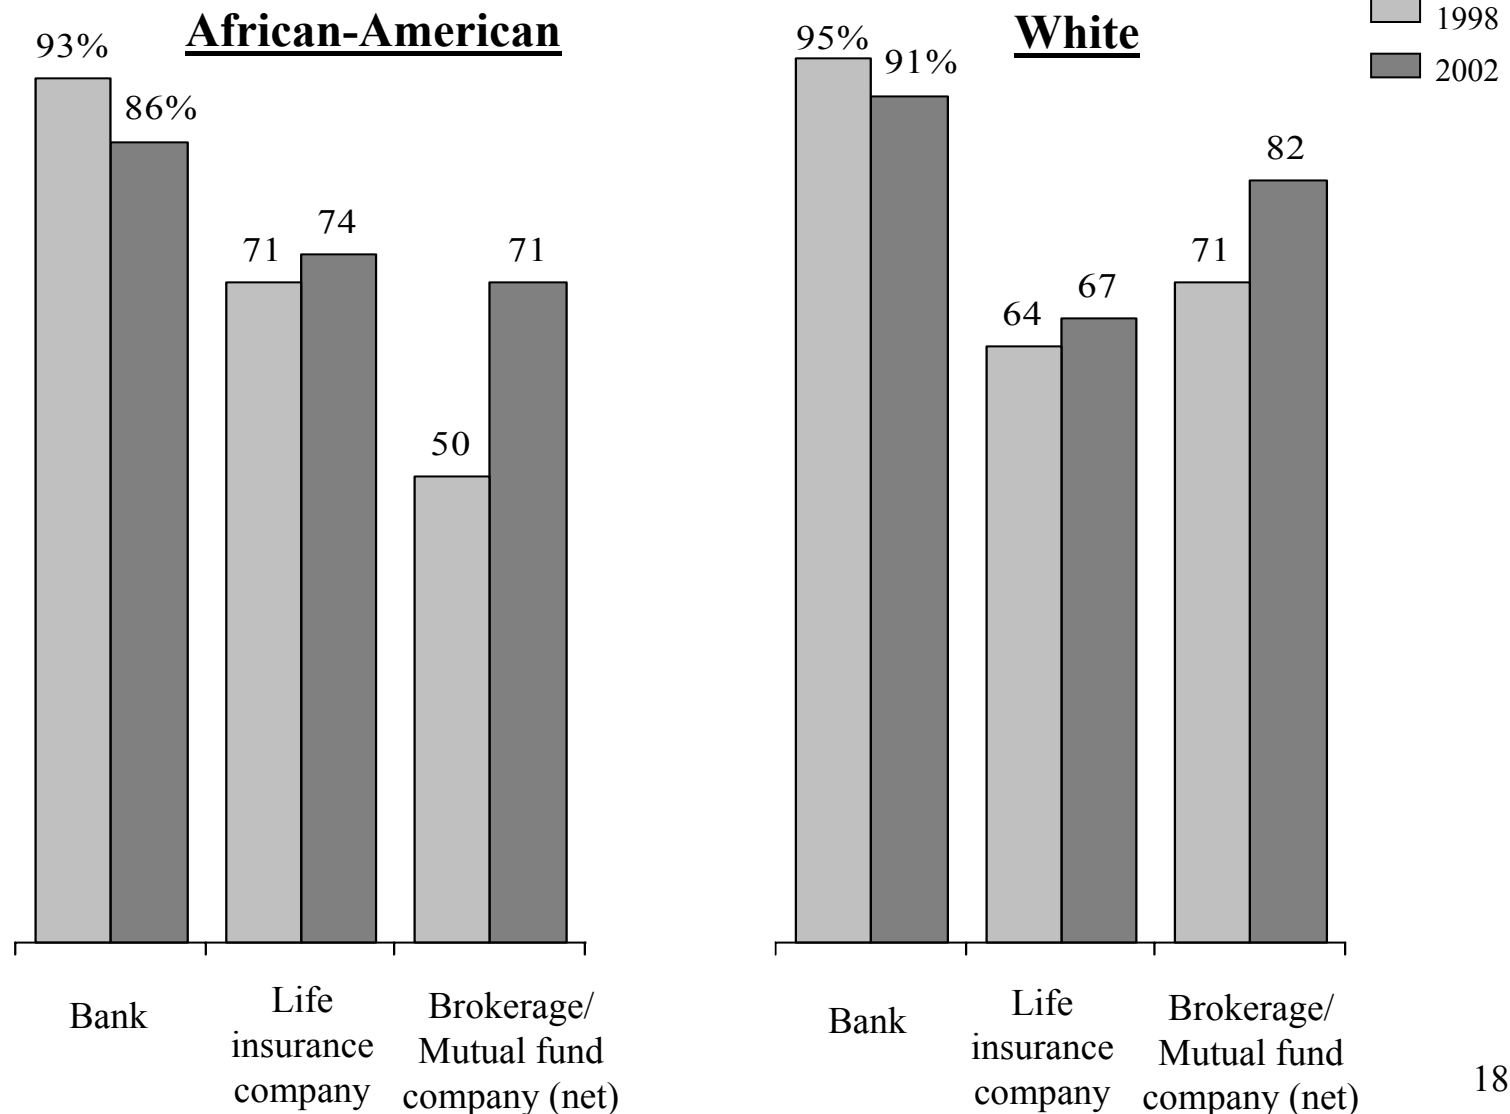 African-American
93%
86%
71
74
50
71
Bank
Life
insurance
company
Brokerage/
Mutual fund
company (net)
White
95%
91%
64
67
71
82
Bank
Life
insurance
company
Brokerage/
Mutual fund
company (net)
1998
2002
18